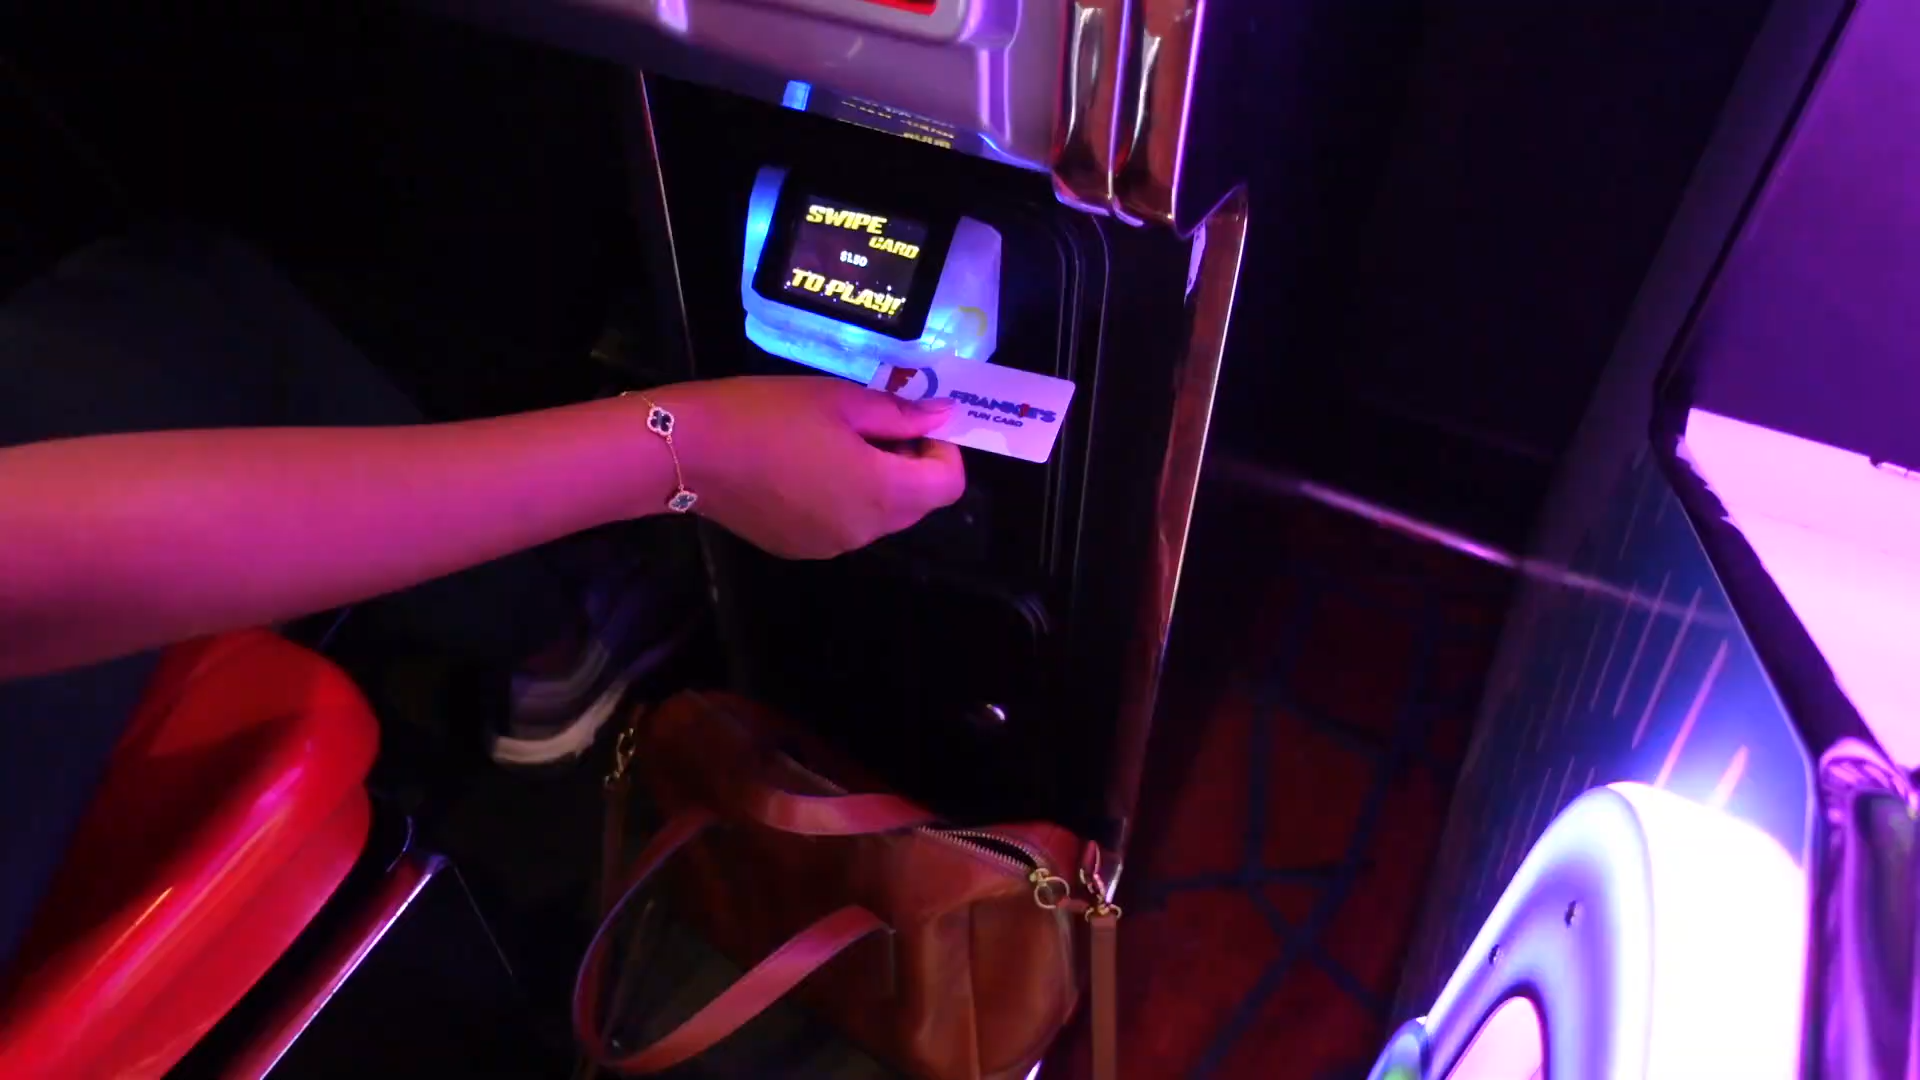 SWIPE
CARD
$1.50
TO PLAY!
FRANKIE'S
FUN CARD